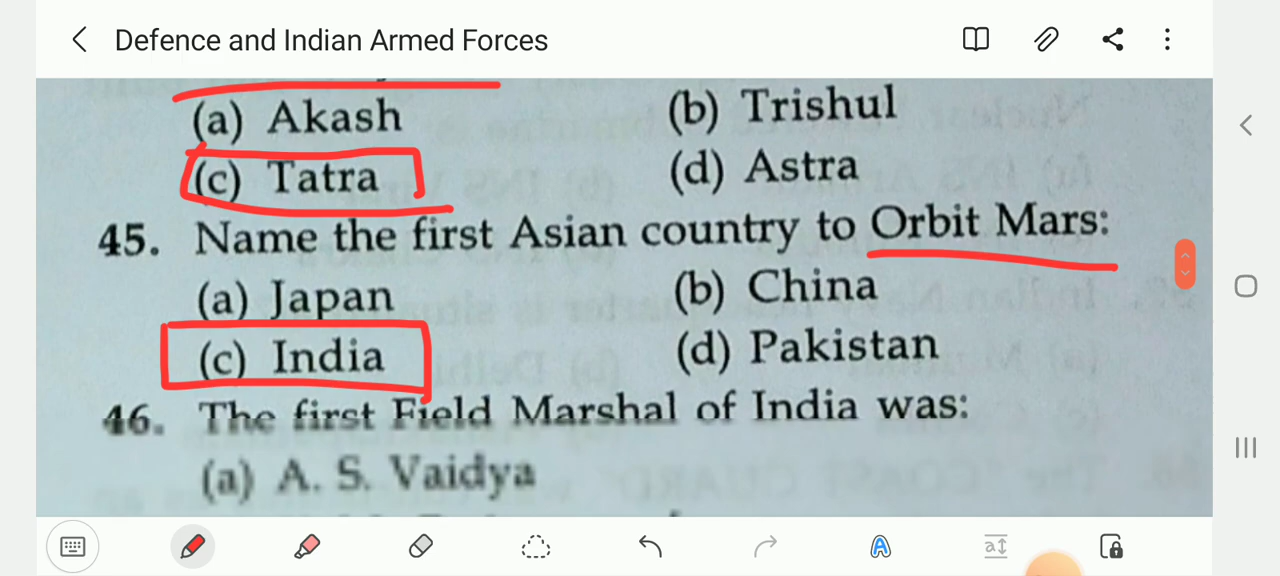 Defence and Indian Armed Forces
(a) Akash (b) Trishul
(c) Tatra (d) Astra
45. Name the first Asian country to Orbit Mars:
(a) Japan (b) China
(c) India (d) Pakistan
46. The first Field Marshal of India was:
(a) A. S. Vaidya